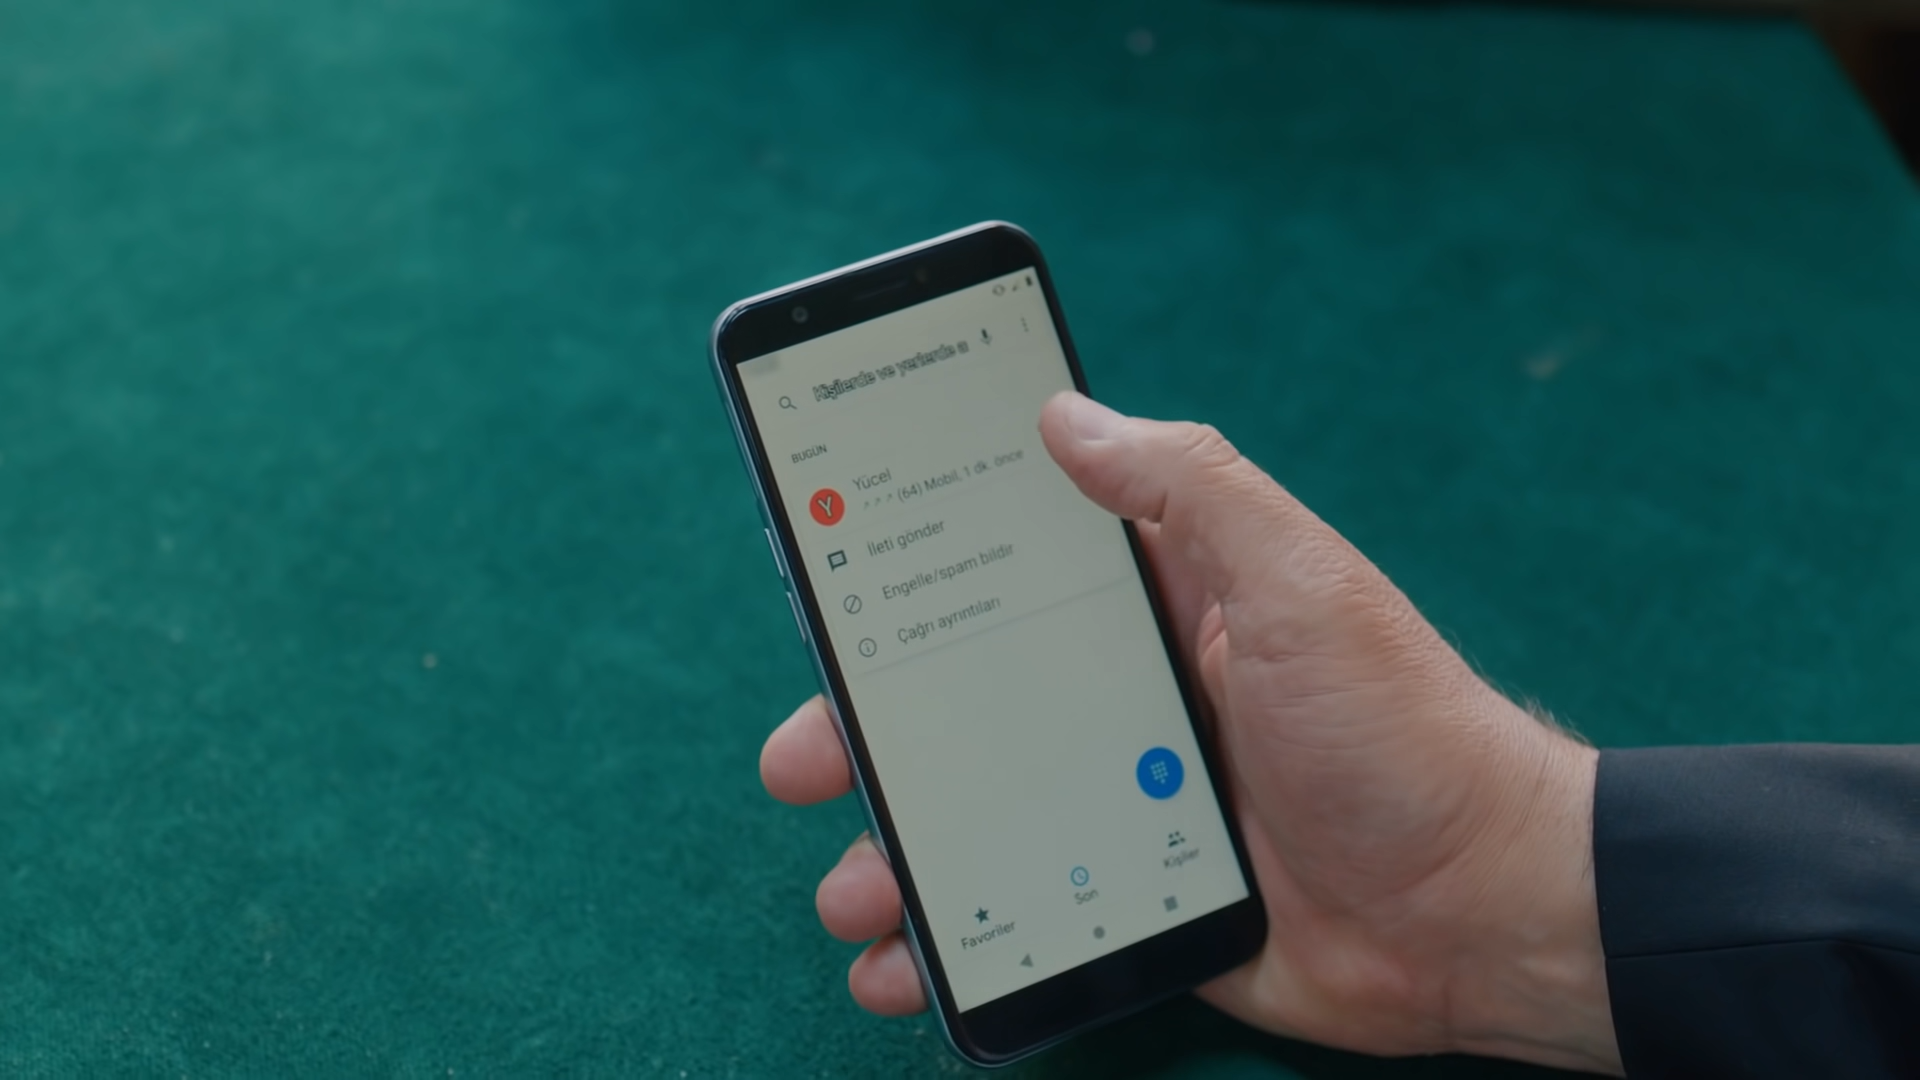 Kişilerde ve yerlerde a
BUGÜN
Yücel
Y
(64) Mobil, 1 dk. önce
İleti gönder
Engelle/spam bildir
Çağrı ayrıntıları
Kişiler
Son
Favoriler